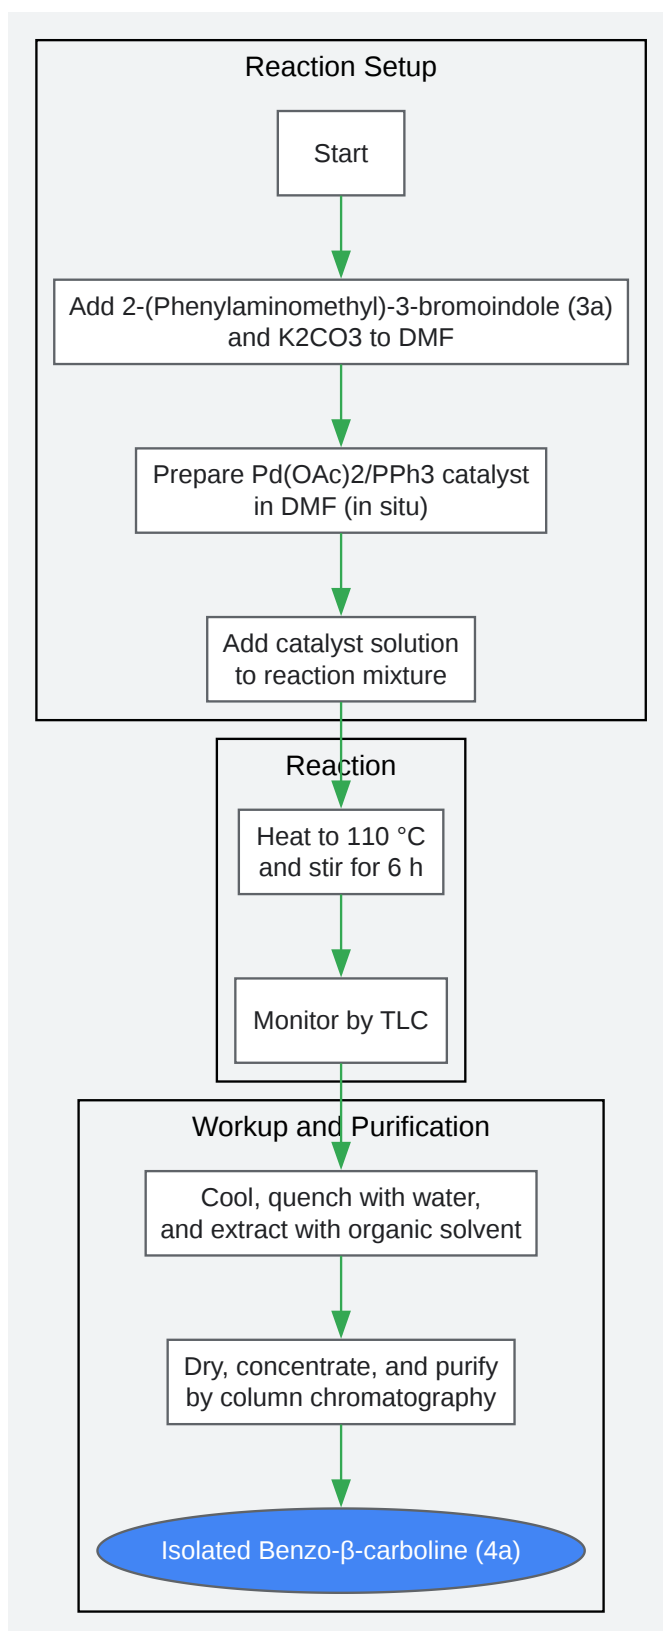 Reaction Setup
Start
Add 2-(Phenylaminomethyl)-3-bromoindole (3a)
and K2CO3 to DMF
Prepare Pd(OAc)2/PPh3 catalyst
in DMF (in situ)
Add catalyst solution
to reaction mixture
Reaction
Heat to 110 °C
and stir for 6 h
Monitor by TLC
Workup and Purification
Cool, quench with water,
and extract with organic solvent
Dry, concentrate, and purify
by column chromatography
Isolated Benzo-β-carboline (4a)